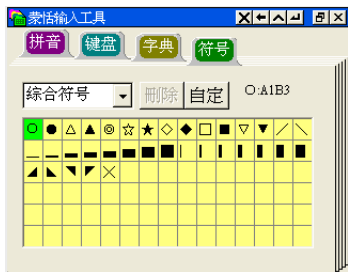 蒙恬输入工具
拼音 键盘 字典 符号
综合符号 删除 自定 O:A1B3
○ ● △ ▲ ◎ ☆ ★ ◇ ◆ □ ■ ▽ ▼ ╱ ╲
▁ ▂ ▃ ▄ ▅ ▆ ▇ █ ▏ ▎ ▍ ▌ ▋ ▊ ▉
◢ ◣ ◥ ◤ ╳